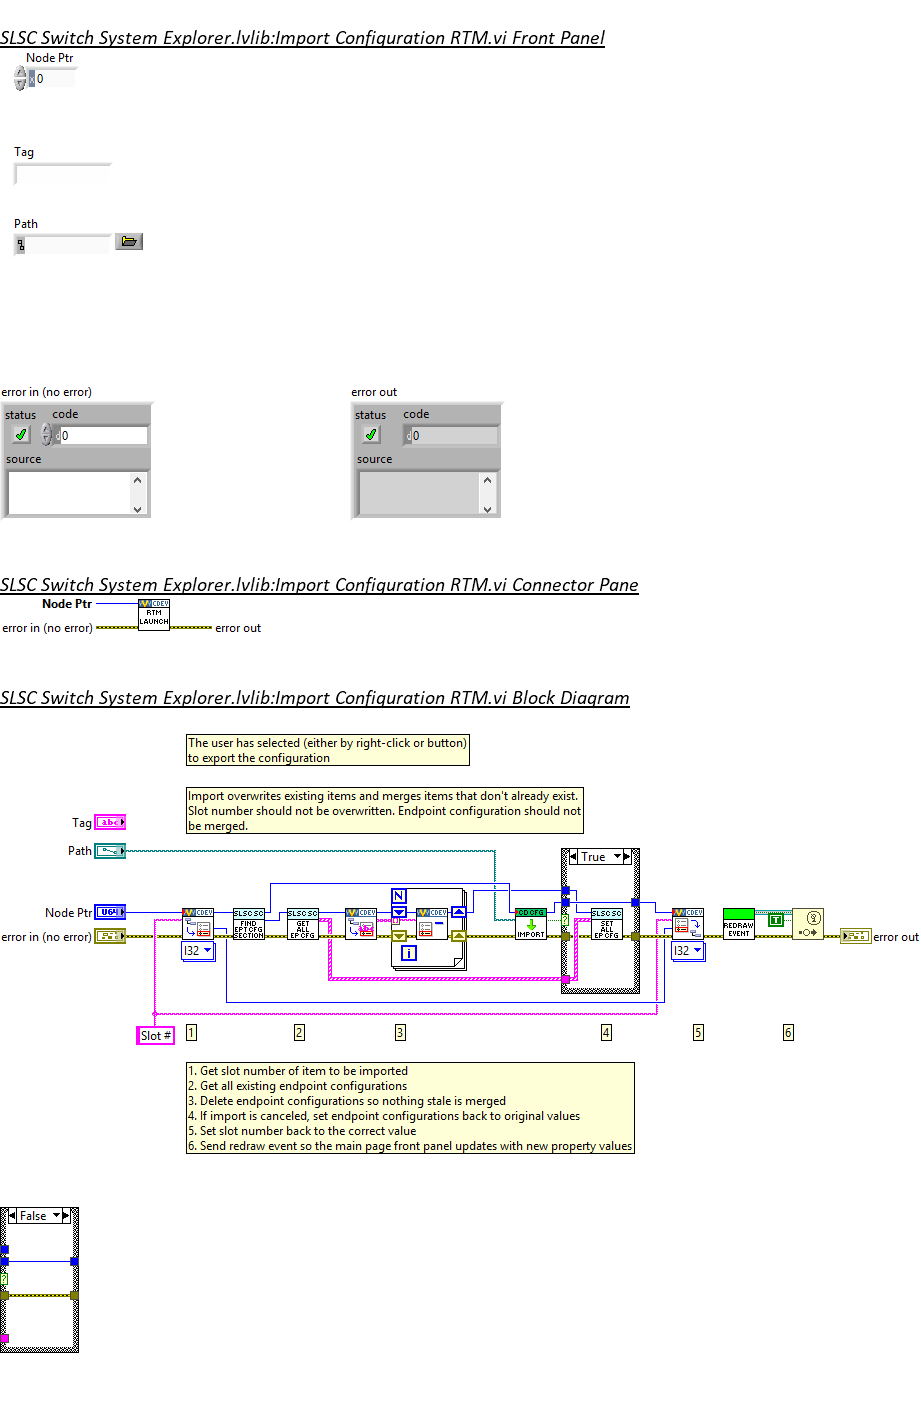 SLSC Switch System Explorer.lvlib:Import Configuration RTM.vi Front Panel
Node Ptr
x 0
Tag
Path
error in (no error)
status code
d 0
source
error out
status code
d 0
source
SLSC Switch System Explorer.lvlib:Import Configuration RTM.vi Connector Pane
Node Ptr
error in (no error)
CDEV
RTM
LAUNCH
error out
SLSC Switch System Explorer.lvlib:Import Configuration RTM.vi Block Diagram
The user has selected (either by right-click or button)
to export the configuration
Import overwrites existing items and merges items that don't already exist.
Slot number should not be overwritten. Endpoint configuration should not
be merged.
Tag
abc
Path
True
Node Ptr
U64
error in (no error)
CDEV
I32
SLSC SC
FIND
EPT CFG
SECTION
SLSC SC
GET
ALL
EP CFG
CDEV
abc
N
CDEV
i
CD CFG
IMPORT
?
SLSC SC
SET
ALL
EP CFG
CDEV
I32
REDRAW
EVENT
T
error out
Slot #
1
2
3
4
5
6
1. Get slot number of item to be imported
2. Get all existing endpoint configurations
3. Delete endpoint configurations so nothing stale is merged
4. If import is canceled, set endpoint configurations back to original values
5. Set slot number back to the correct value
6. Send redraw event so the main page front panel updates with new property values
False
?